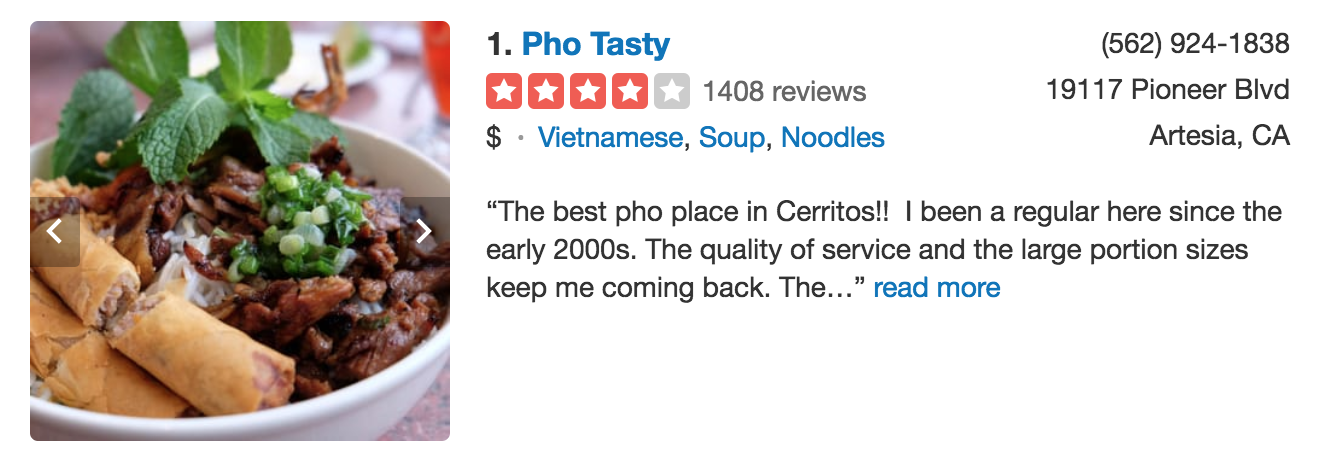 1. Pho Tasty
1408 reviews
$ · Vietnamese, Soup, Noodles
(562) 924-1838
19117 Pioneer Blvd
Artesia, CA
“The best pho place in Cerritos!!  I been a regular here since the
early 2000s. The quality of service and the large portion sizes
keep me coming back. The…” read more